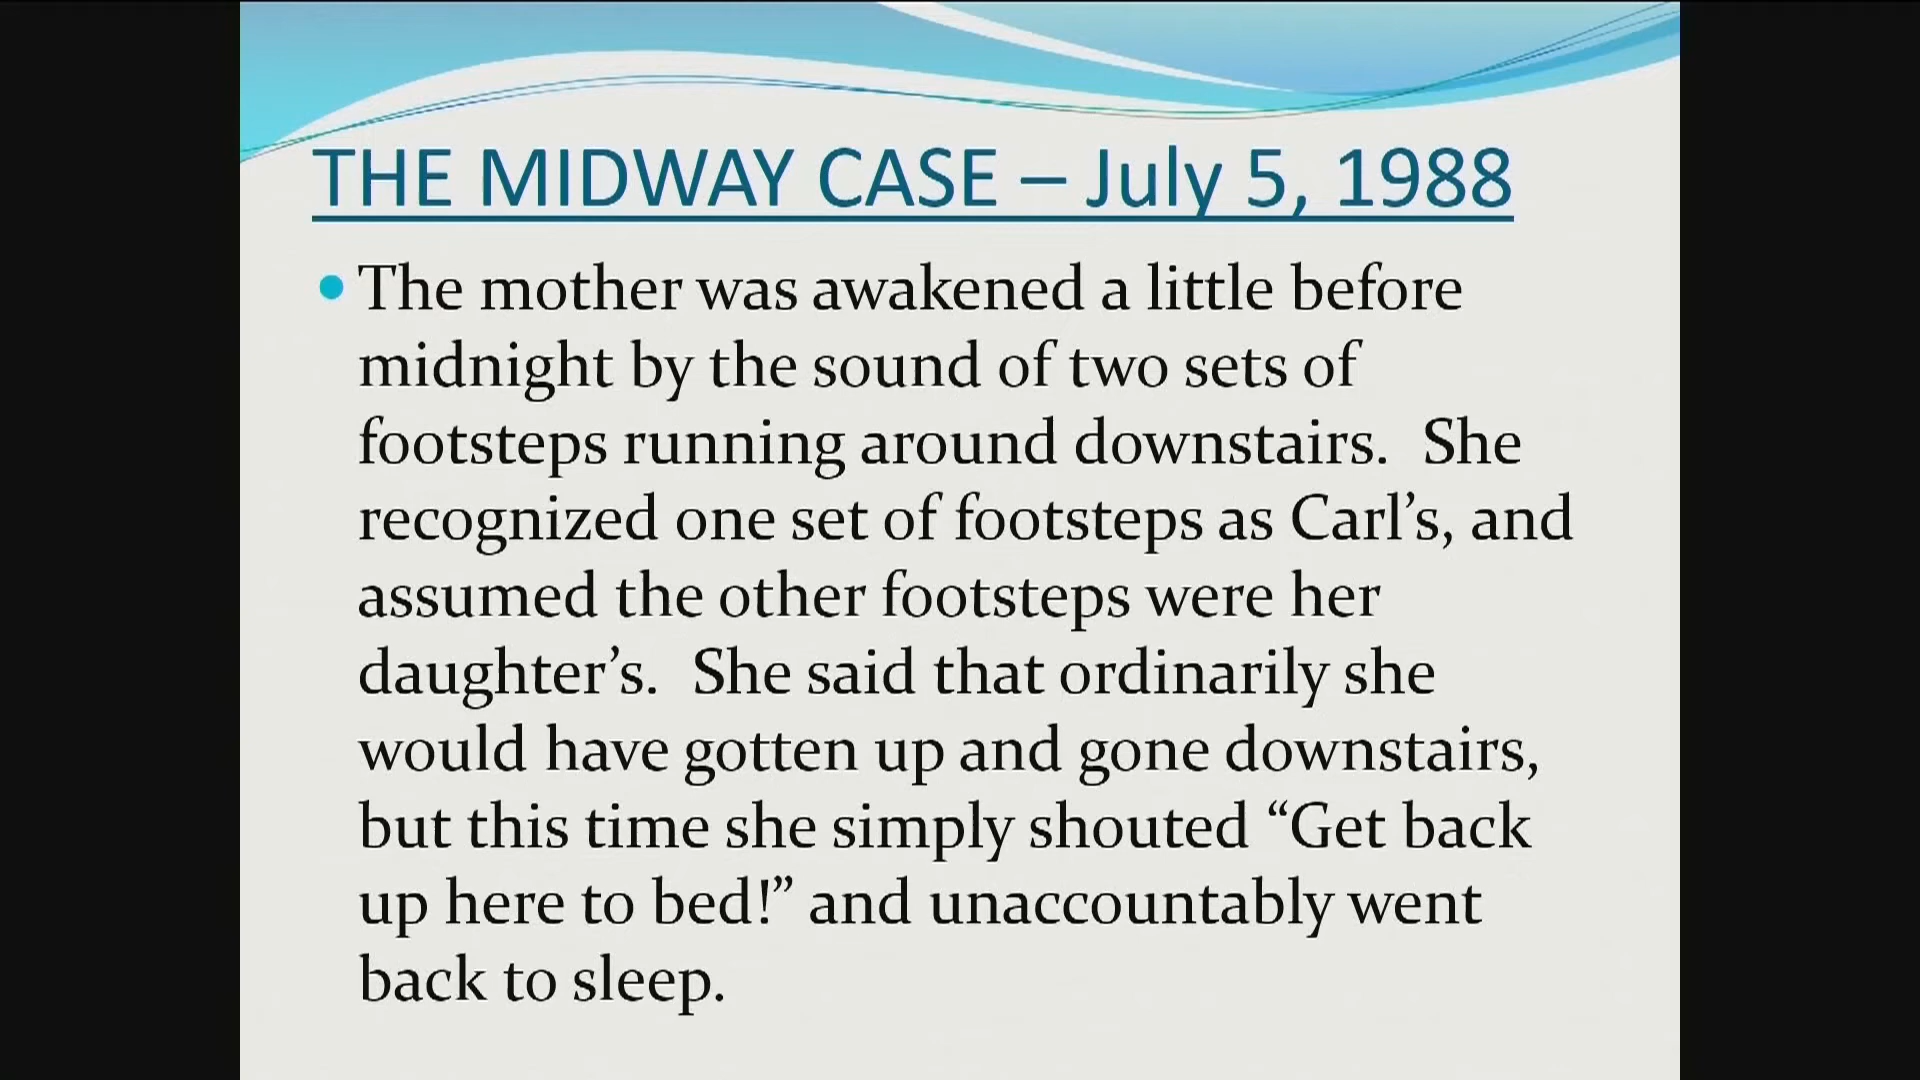 THE MIDWAY CASE – July 5, 1988
• The mother was awakened a little before
midnight by the sound of two sets of
footsteps running around downstairs.  She
recognized one set of footsteps as Carl’s, and
assumed the other footsteps were her
daughter’s.  She said that ordinarily she
would have gotten up and gone downstairs,
but this time she simply shouted “Get back
up here to bed!” and unaccountably went
back to sleep.